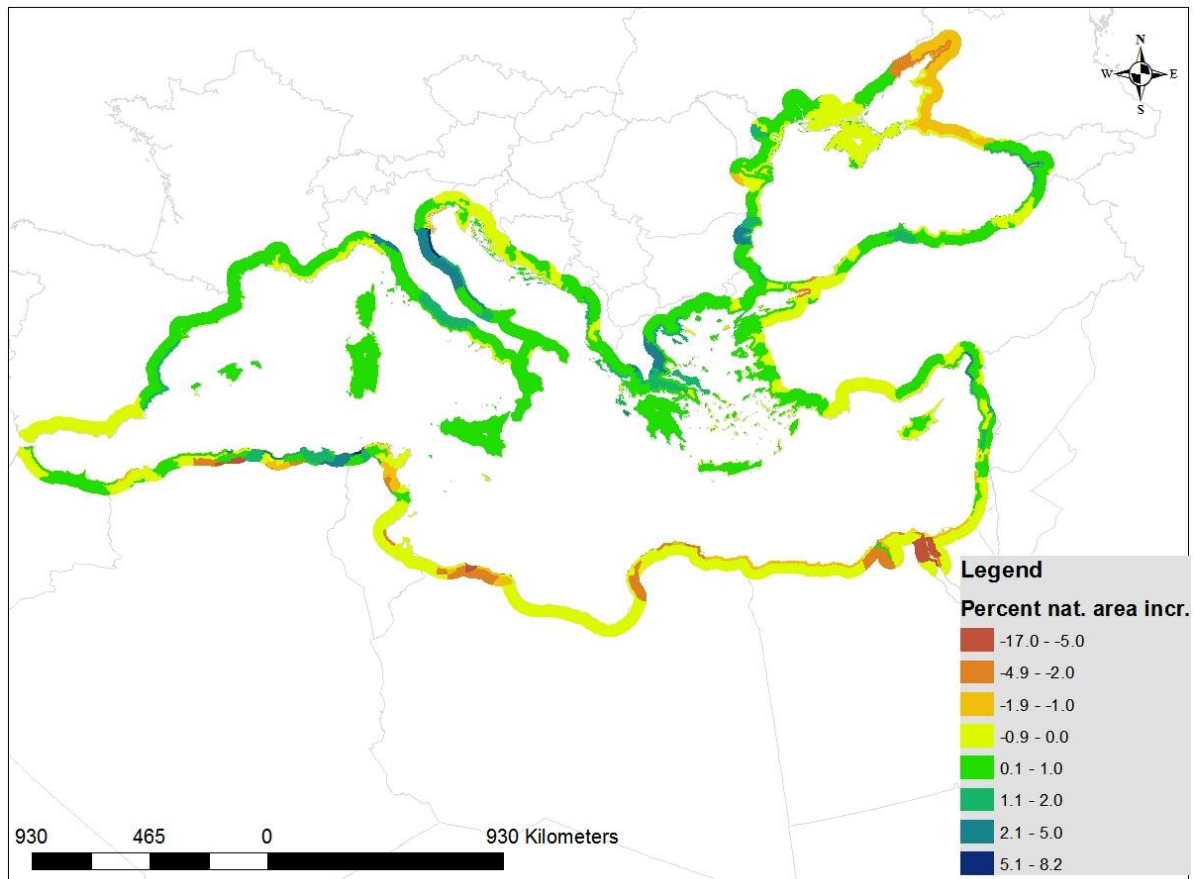 N
W E
S
Legend
Percent nat. area incr.
-17.0 - -5.0
-4.9 - -2.0
-1.9 - -1.0
-0.9 - 0.0
0.1 - 1.0
1.1 - 2.0
2.1 - 5.0
5.1 - 8.2
930 465 0 930 Kilometers